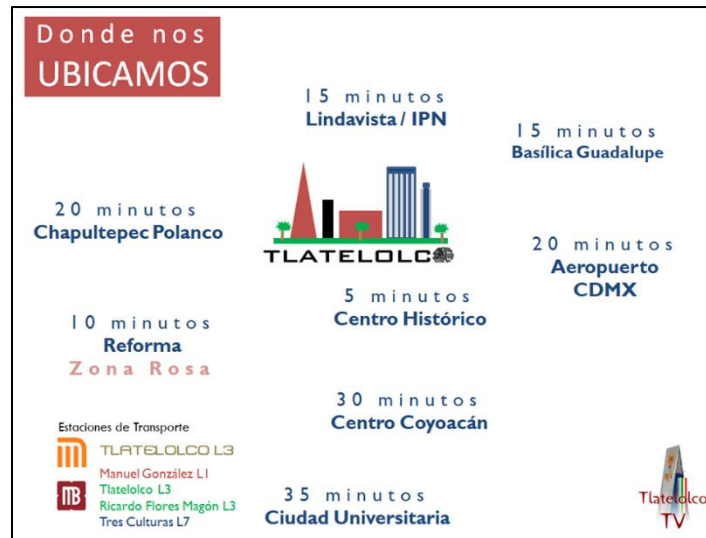 Donde nos
UBICAMOS
15 minutos
Lindavista / IPN
15 minutos
Basílica Guadalupe
20 minutos
Chapultepec Polanco
TLATELOLCO
20 minutos
Aeropuerto
CDMX
5 minutos
Centro Histórico
10 minutos
Reforma
Zona Rosa
30 minutos
Centro Coyoacán
Estaciones de Transporte
TLATELOLCO L3
Manuel González L1
Tlatelolco L3
Ricardo Flores Magón L3
Tres Culturas L7
MB
35 minutos
Ciudad Universitaria
Tlatelolco
TV